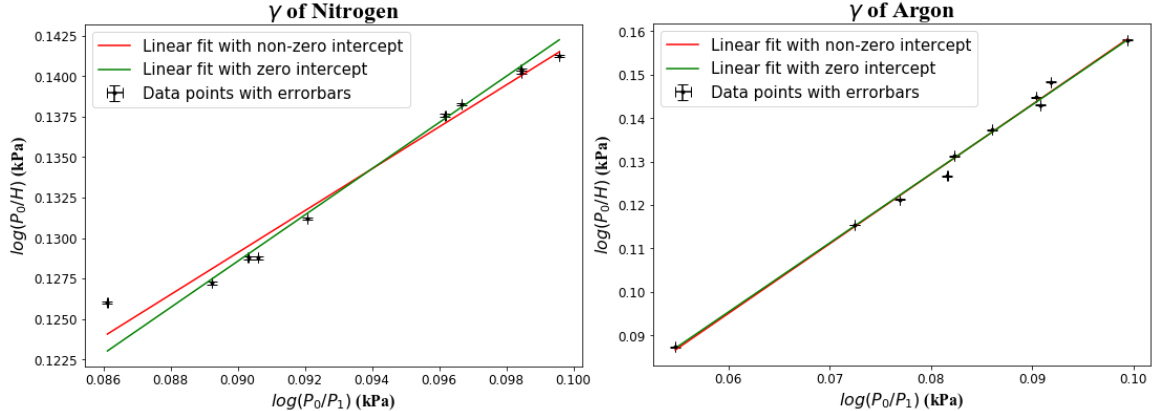 γ of Nitrogen
Linear fit with non-zero intercept
Linear fit with zero intercept
Data points with errorbars
0.1425
0.1400
0.1375
0.1350
0.1325
0.1300
0.1275
0.1250
0.1225
log(P₀/H) (kPa)
0.086
0.088
0.090
0.092
0.094
0.096
0.098
0.100
log(P₀/P₁) (kPa)
γ of Argon
Linear fit with non-zero intercept
Linear fit with zero intercept
Data points with errorbars
0.16
0.15
0.14
0.13
0.12
0.11
0.10
0.09
log(P₀/H) (kPa)
0.06
0.07
0.08
0.09
0.10
log(P₀/P₁) (kPa)